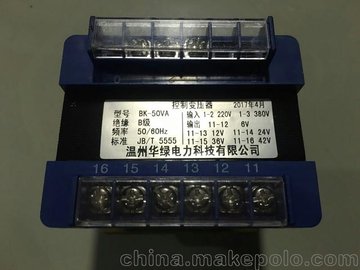 控制变压器 2017年4月
型号 BK-50VA 输入 1-2 220V 1-3 380V
绝缘 B级 输出 11-12 6V
频率 50/60Hz 11-13 12V 11-14 24V
标准 JB/T 5555 11-15 36V 11-16 42V
温州华绿电力科技有限公司
16 15 14 13 12 11
china.makepolo.com